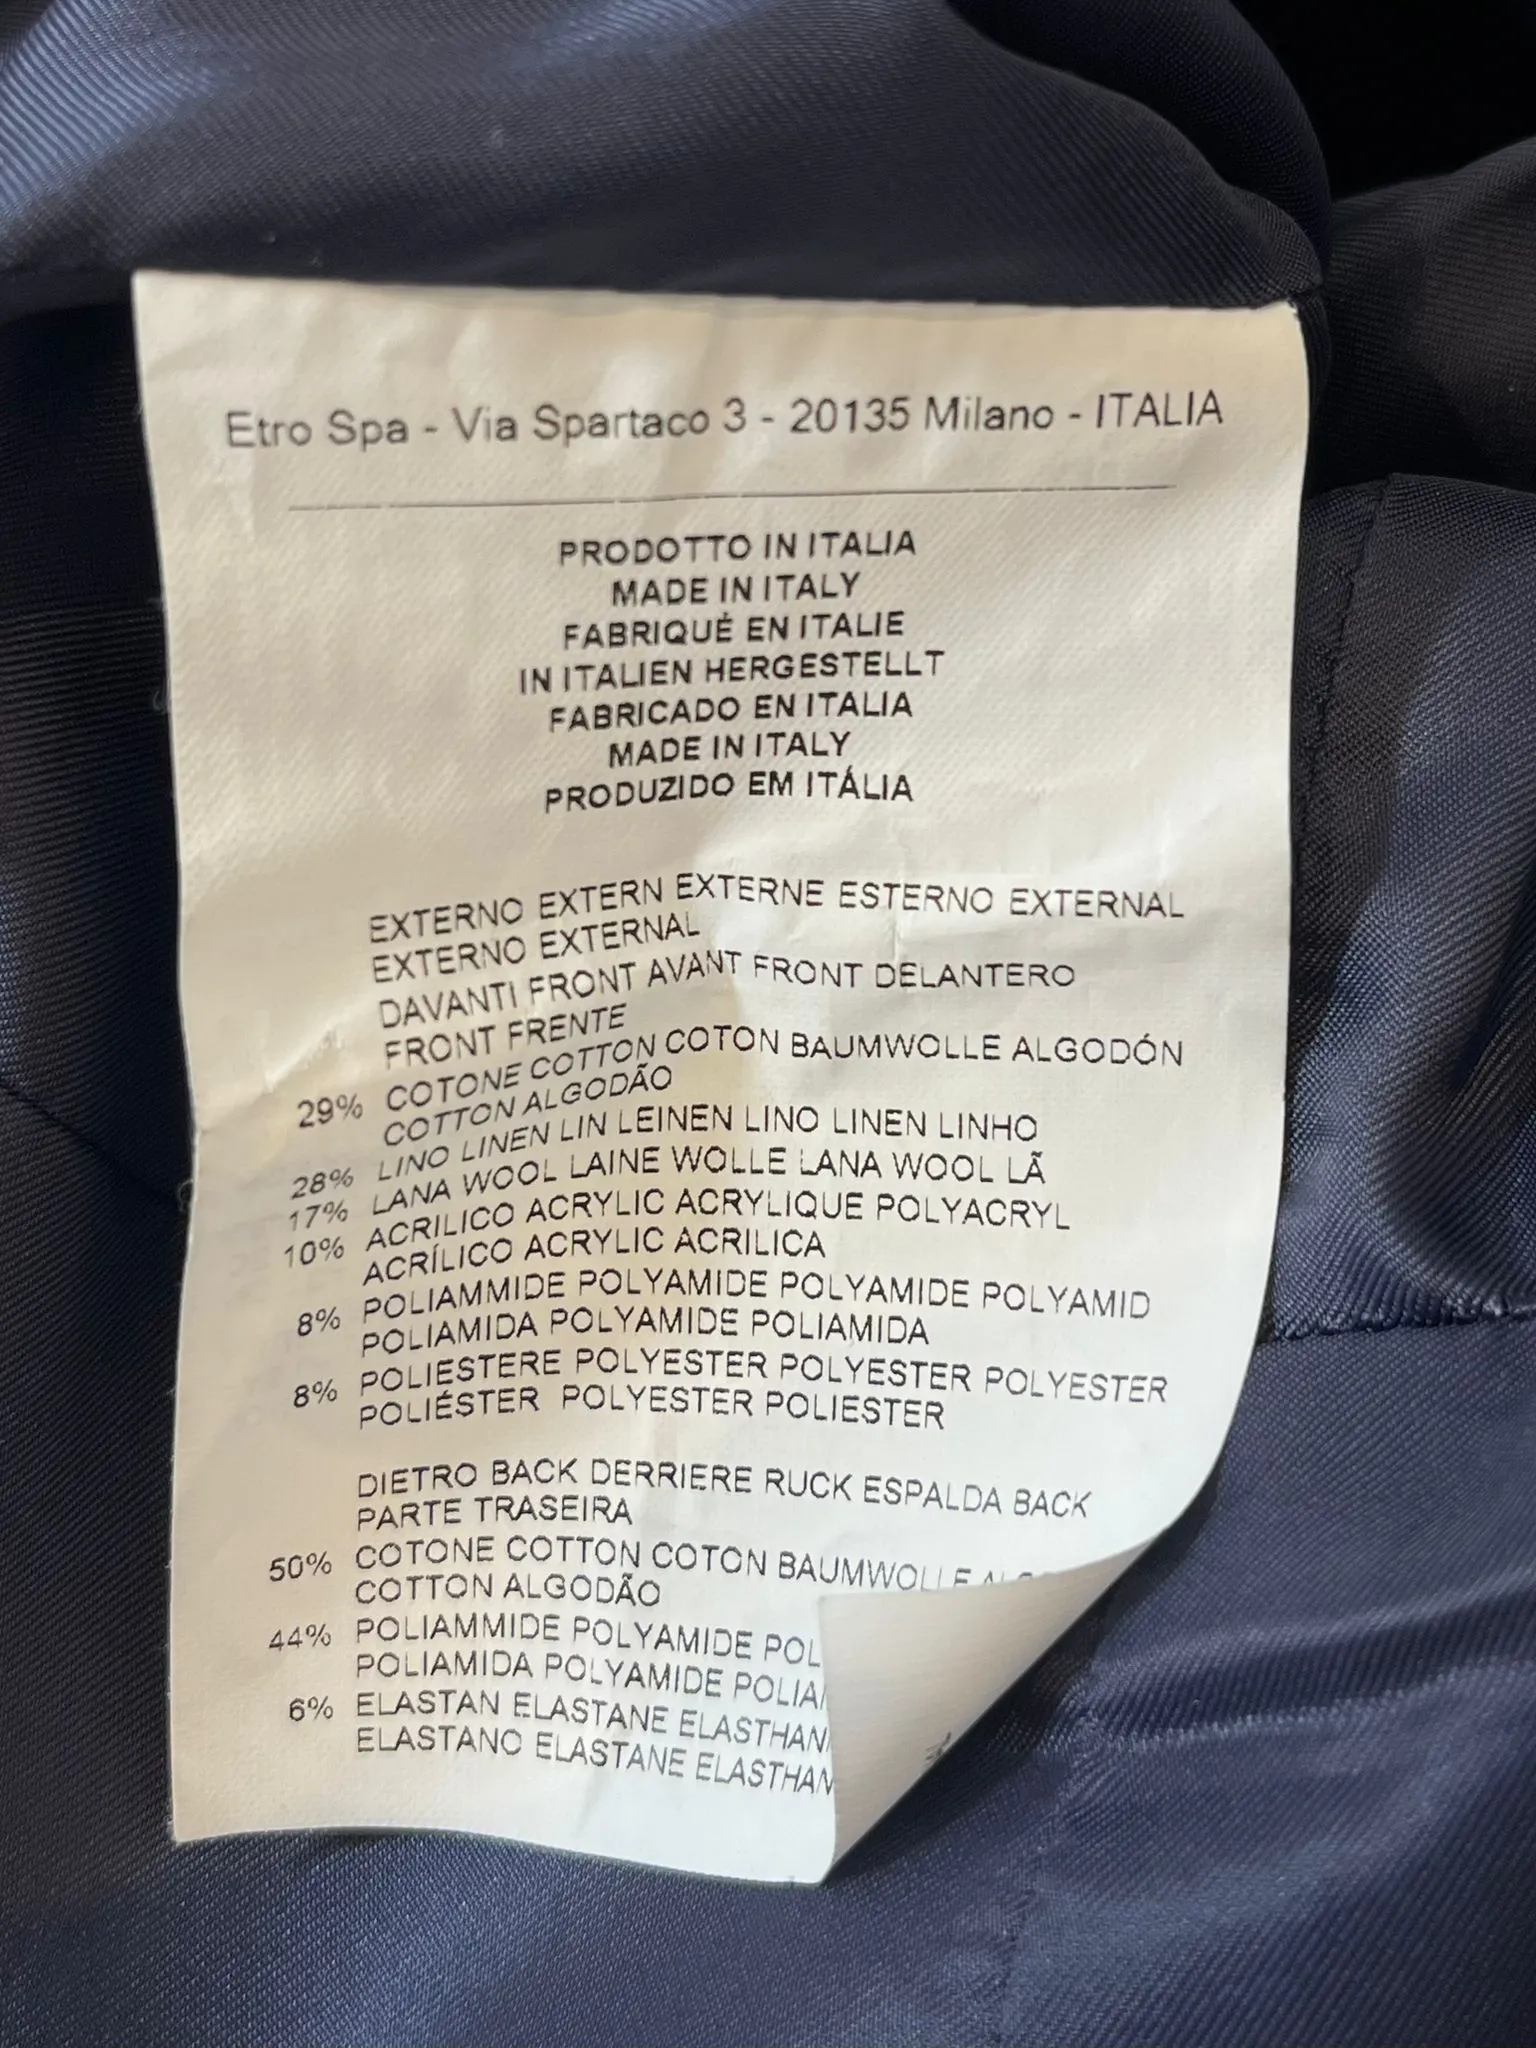 Etro Spa - Via Spartaco 3 - 20135 Milano - ITALIA
PRODOTTO IN ITALIA
MADE IN ITALY
FABRIQUÉ EN ITALIE
IN ITALIEN HERGESTELLT
FABRICADO EN ITALIA
MADE IN ITALY
PRODUZIDO EM ITÁLIA
EXTERNO EXTERN EXTERNE ESTERNO EXTERNAL
EXTERNO EXTERNAL
DAVANTI FRONT AVANT FRONT DELANTERO
FRONT FRENTE
29% COTONE COTTON COTON BAUMWOLLE ALGODÓN
COTTON ALGODÃO
28% LINO LINEN LIN LEINEN LINO LINEN LINHO
17% LANA WOOL LAINE WOLLE LANA WOOL LÃ
10% ACRILICO ACRYLIC ACRYLIQUE POLYACRYL
ACRÍLICO ACRYLIC ACRILICA
8% POLIAMMIDE POLYAMIDE POLYAMIDE POLYAMID
POLIAMIDA POLYAMIDE POLIAMIDA
8% POLIESTERE POLYESTER POLYESTER POLYESTER
POLIÉSTER POLYESTER POLIESTER
DIETRO BACK DERRIERE RUCK ESPALDA BACK
PARTE TRASEIRA
50% COTONE COTTON COTON BAUMWOLLE
COTTON ALGODÃO
44% POLIAMMIDE POLYAMIDE POL
POLIAMIDA POLYAMIDE POLIA
6% ELASTAN ELASTANE ELASTHAN
ELASTANO ELASTANE ELASTHAN